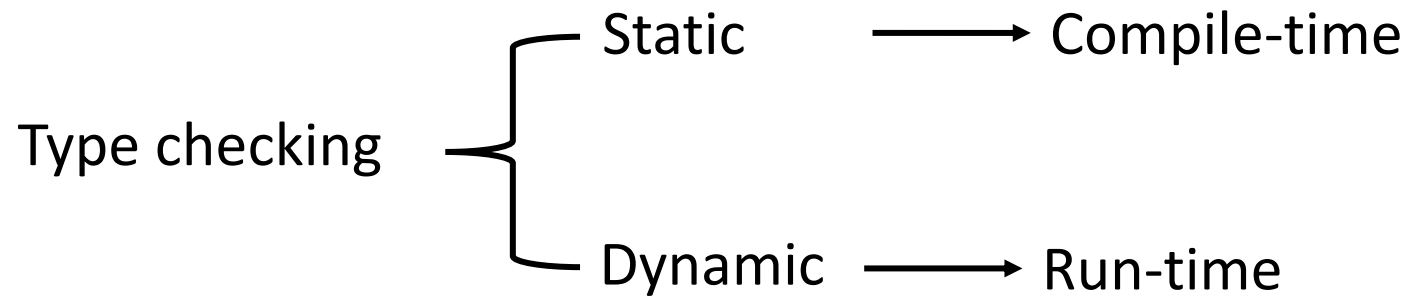 Static
Compile-time
Type checking
Dynamic
Run-time